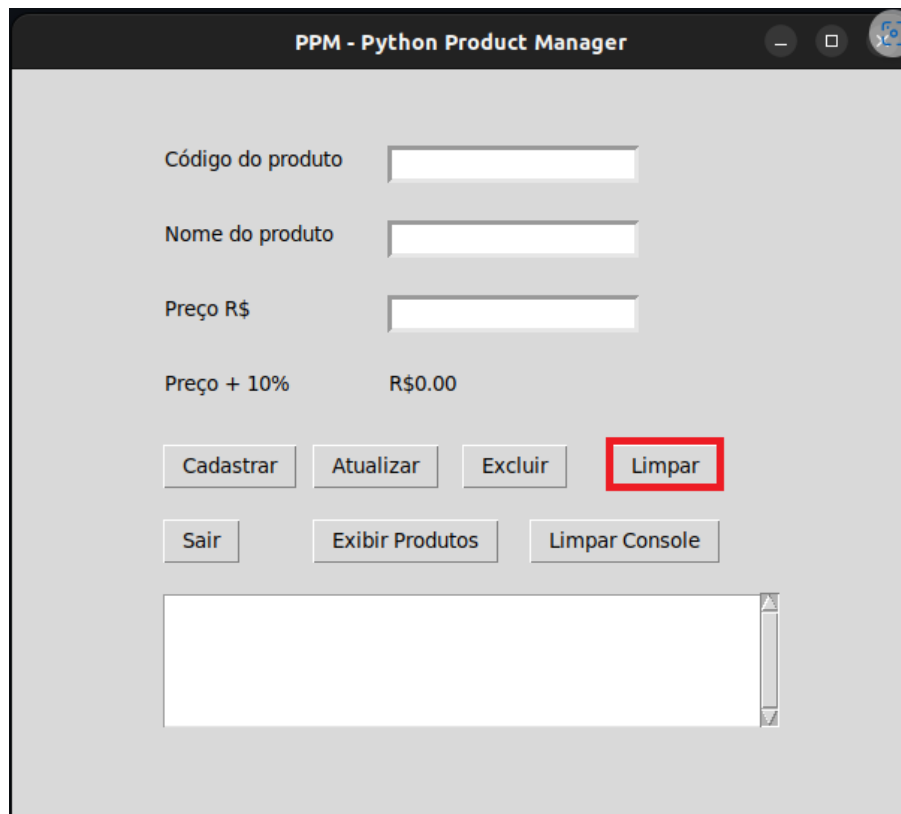 PPM - Python Product Manager
Código do produto
Nome do produto
Preço R$
Preço + 10% R$0.00
Cadastrar Atualizar Excluir Limpar
Sair Exibir Produtos Limpar Console